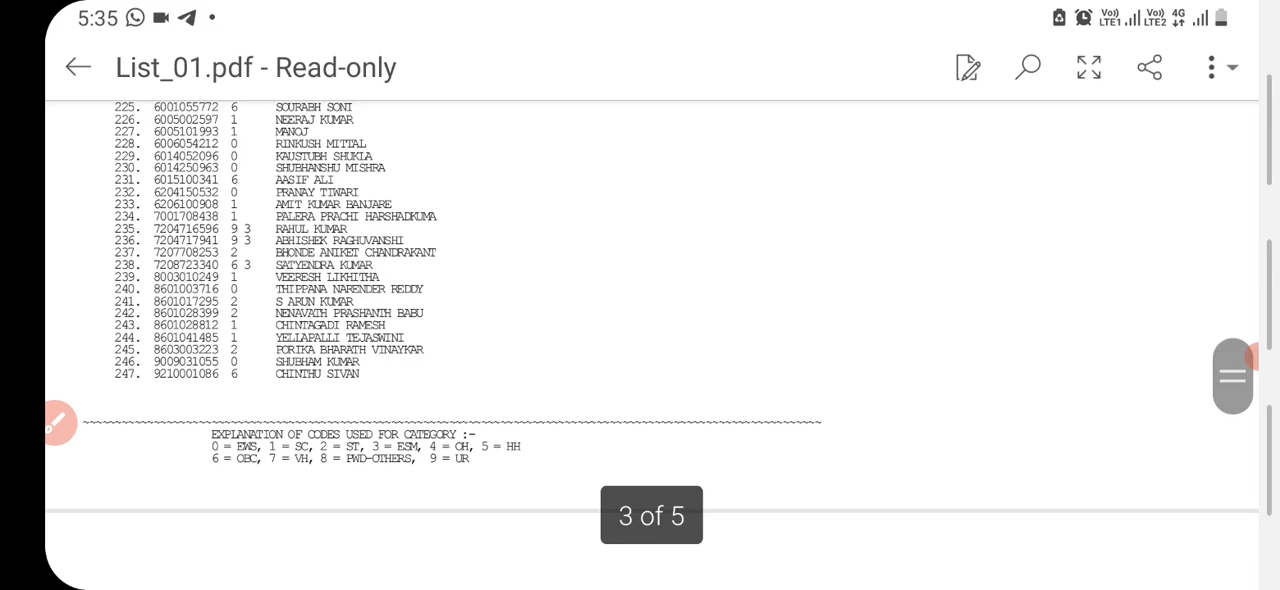 5:35
Vo)) LTE1 Vo)) LTE2 4G
List_01.pdf - Read-only
225. 6001055772 6 SOURABH SONI
226. 6005002597 1 NEERAJ KUMAR
227. 6005101993 1 MANOJ
228. 6006054212 0 RINKUSH MITTAL
229. 6014052096 0 KAUSTUBH SHUKLA
230. 6014250963 0 SHUBHANSHU MISHRA
231. 6015100341 6 AASIF ALI
232. 6204150532 0 PRANAY TIWARI
233. 6206100908 1 AMIT KUMAR BANJARE
234. 7001708438 1 PALERA PRACHI HARSHADKUMA
235. 7204716596 9 3 RAHUL KUMAR
236. 7204717941 9 3 ABHISHEK RAGHUVANSHI
237. 7207708253 2 BHONDE ANIKET CHANDRAKANT
238. 7208723340 6 3 SATYENDRA KUMAR
239. 8003010249 1 VEERESH LIKHITHA
240. 8601003716 0 THIPPANA NARENDER REDDY
241. 8601017295 2 S ARUN KUMAR
242. 8601028399 2 NENAVATH PRASHANTH BABU
243. 8601028812 1 CHINTAGADI RAMESH
244. 8601041485 1 YELLAPALLI TEJASWINI
245. 8603003223 2 PORIKA BHARATH VINAYKAR
246. 9009031055 0 SHUBHAM KUMAR
247. 9210001086 6 CHINTHU SIVAN
EXPLANATION OF CODES USED FOR CATEGORY :-
0 = EWS, 1 = SC, 2 = ST, 3 = ESM, 4 = OH, 5 = HH
6 = OBC, 7 = VH, 8 = PWD-OTHERS, 9 = UR
3 of 5